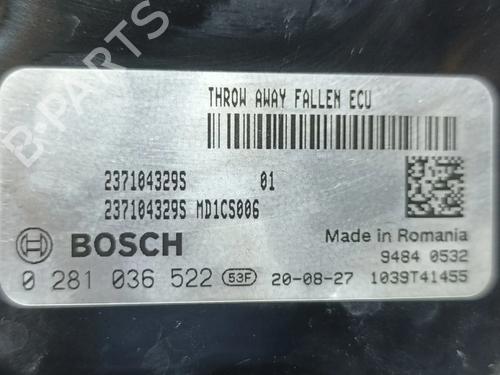 B-PARTS
THROW AWAY FALLEN ECU
237104329S 01
237104329S MD1CS006
BOSCH
Made in Romania
9484 0532
0 281 036 522 53F 20-08-27 1039T41455